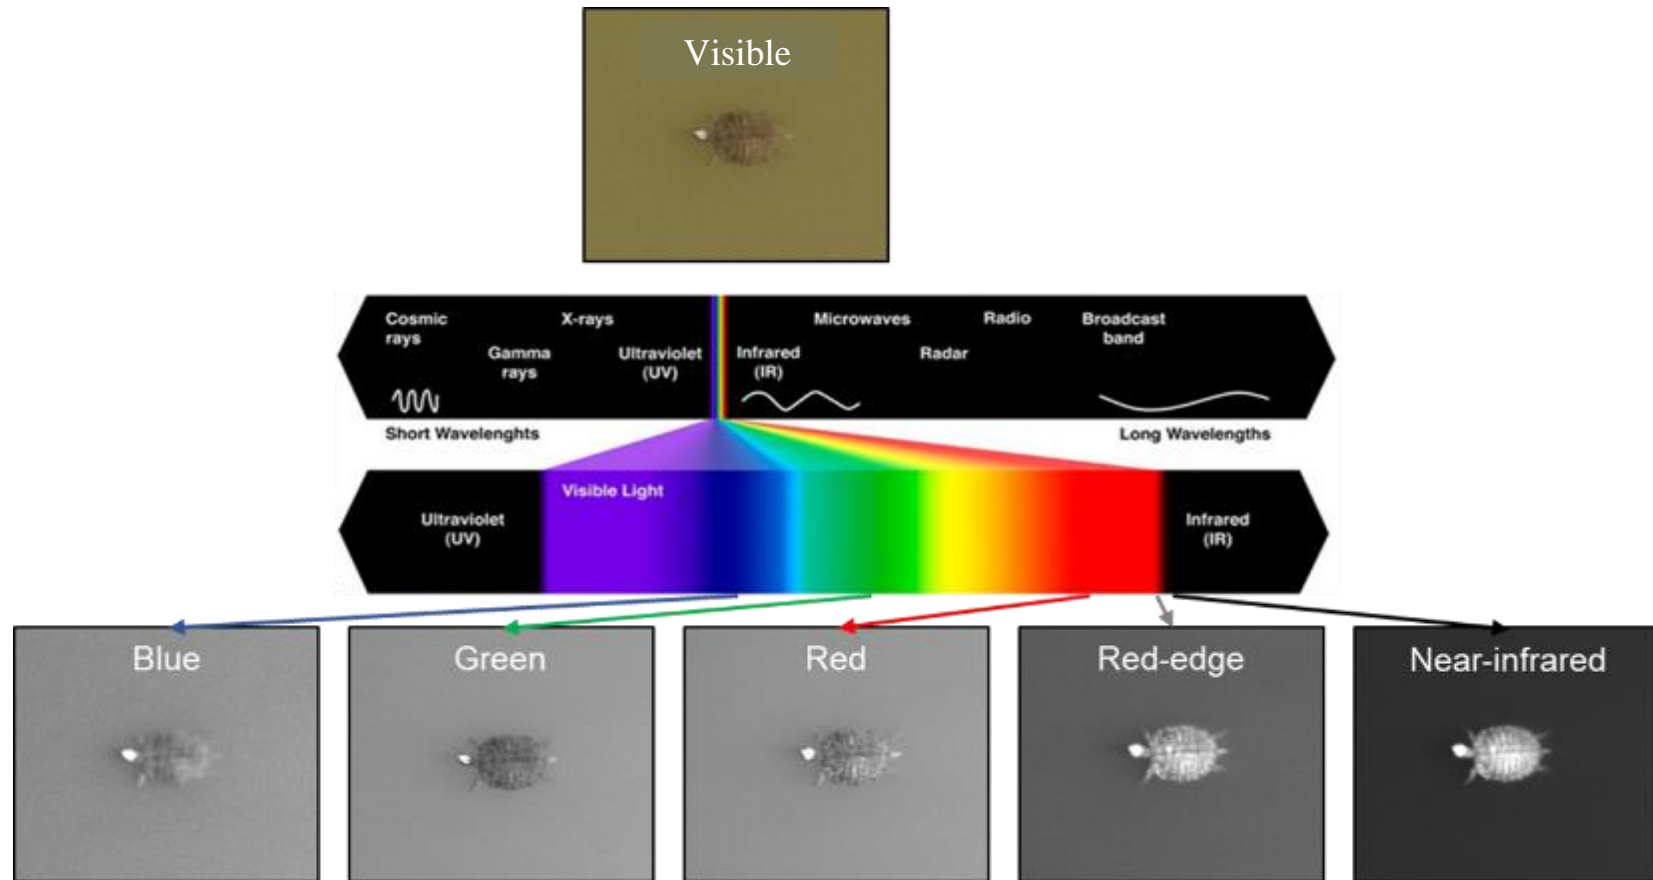 Visible
Cosmic
rays
X-rays
Microwaves
Radio
Broadcast
band
Gamma
rays
Ultraviolet
(UV)
Infrared
(IR)
Radar
Short Wavelenghts
Long Wavelengths
Visible Light
Ultraviolet
(UV)
Infrared
(IR)
Blue
Green
Red
Red-edge
Near-infrared